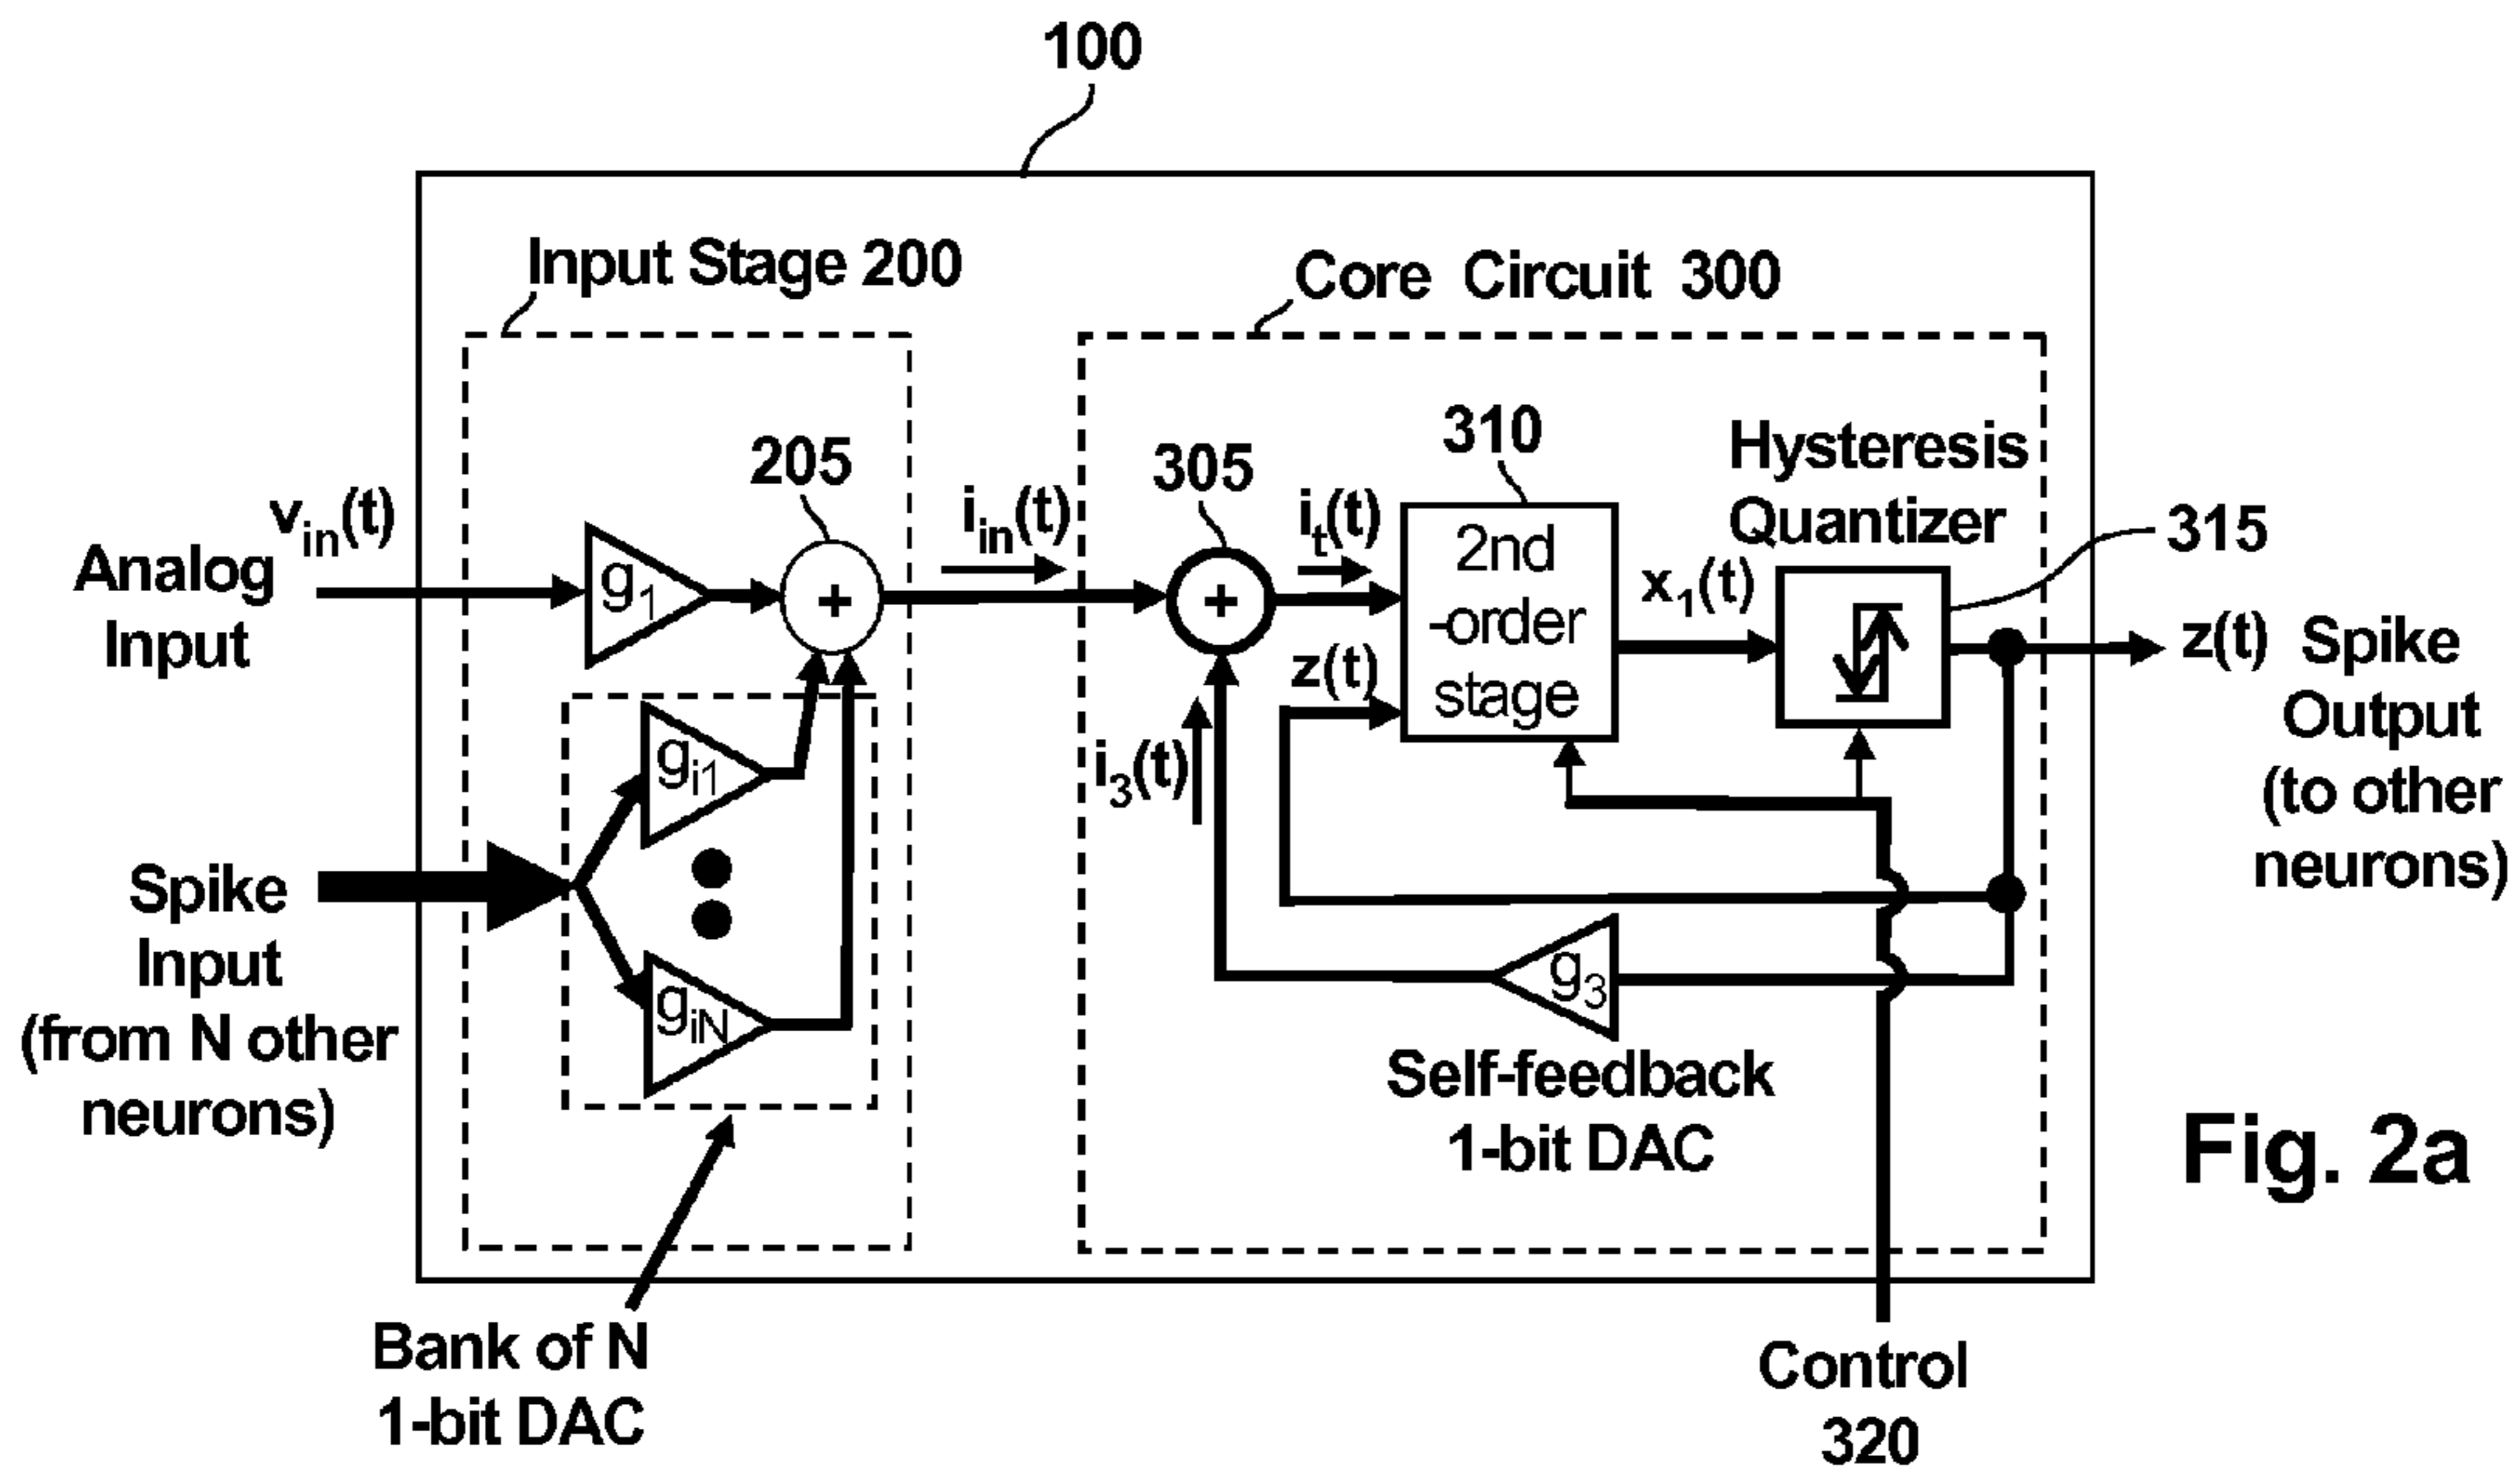 100
Input Stage 200
Core Circuit 300
205
310
305
Hysteresis
Quantizer
315
v_in(t)
Analog
Input
g_1
+
i_in(t)
+
i_t(t)
2nd
-order
stage
x_1(t)
z(t)
z(t) Spike
Output
(to other
neurons)
i_3(t)
g_i1
Spike
Input
(from N other
neurons)
g_iN
g_3
Self-feedback
1-bit DAC
Fig. 2a
Bank of N
1-bit DAC
Control
320